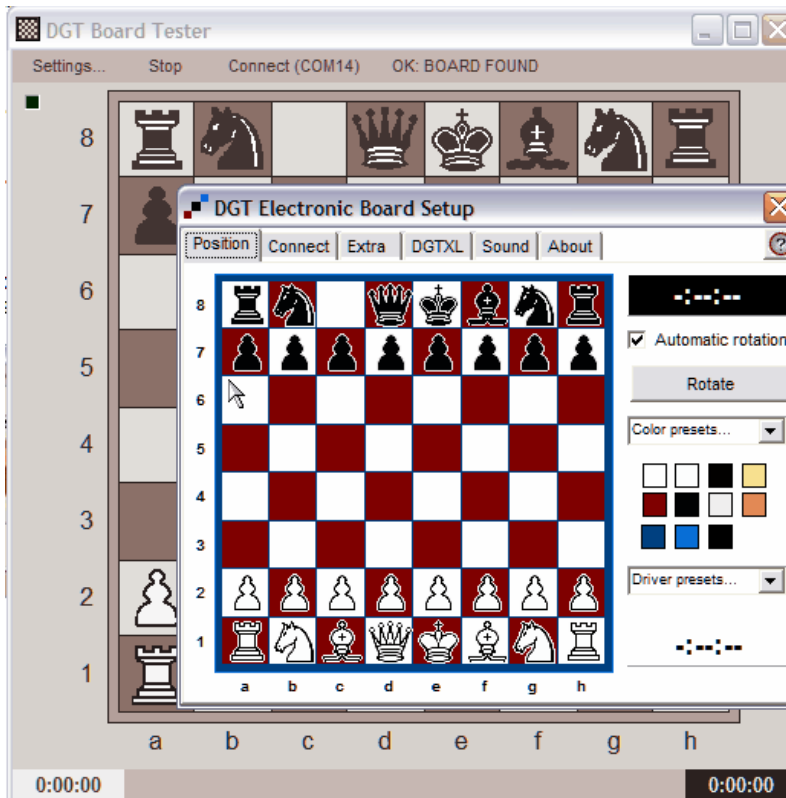 DGT Board Tester
Settings... Stop Connect (COM14) OK: BOARD FOUND
8
7
6
5
4
3
2
1
a b c d e f g h
0:00:00 0:00:00
DGT Electronic Board Setup
Position Connect Extra DGTXL Sound About ?
8
7
6
5
4
3
2
1
a b c d e f g h
-:--:--
Automatic rotation
Rotate
Color presets...
Driver presets...
-:--:--